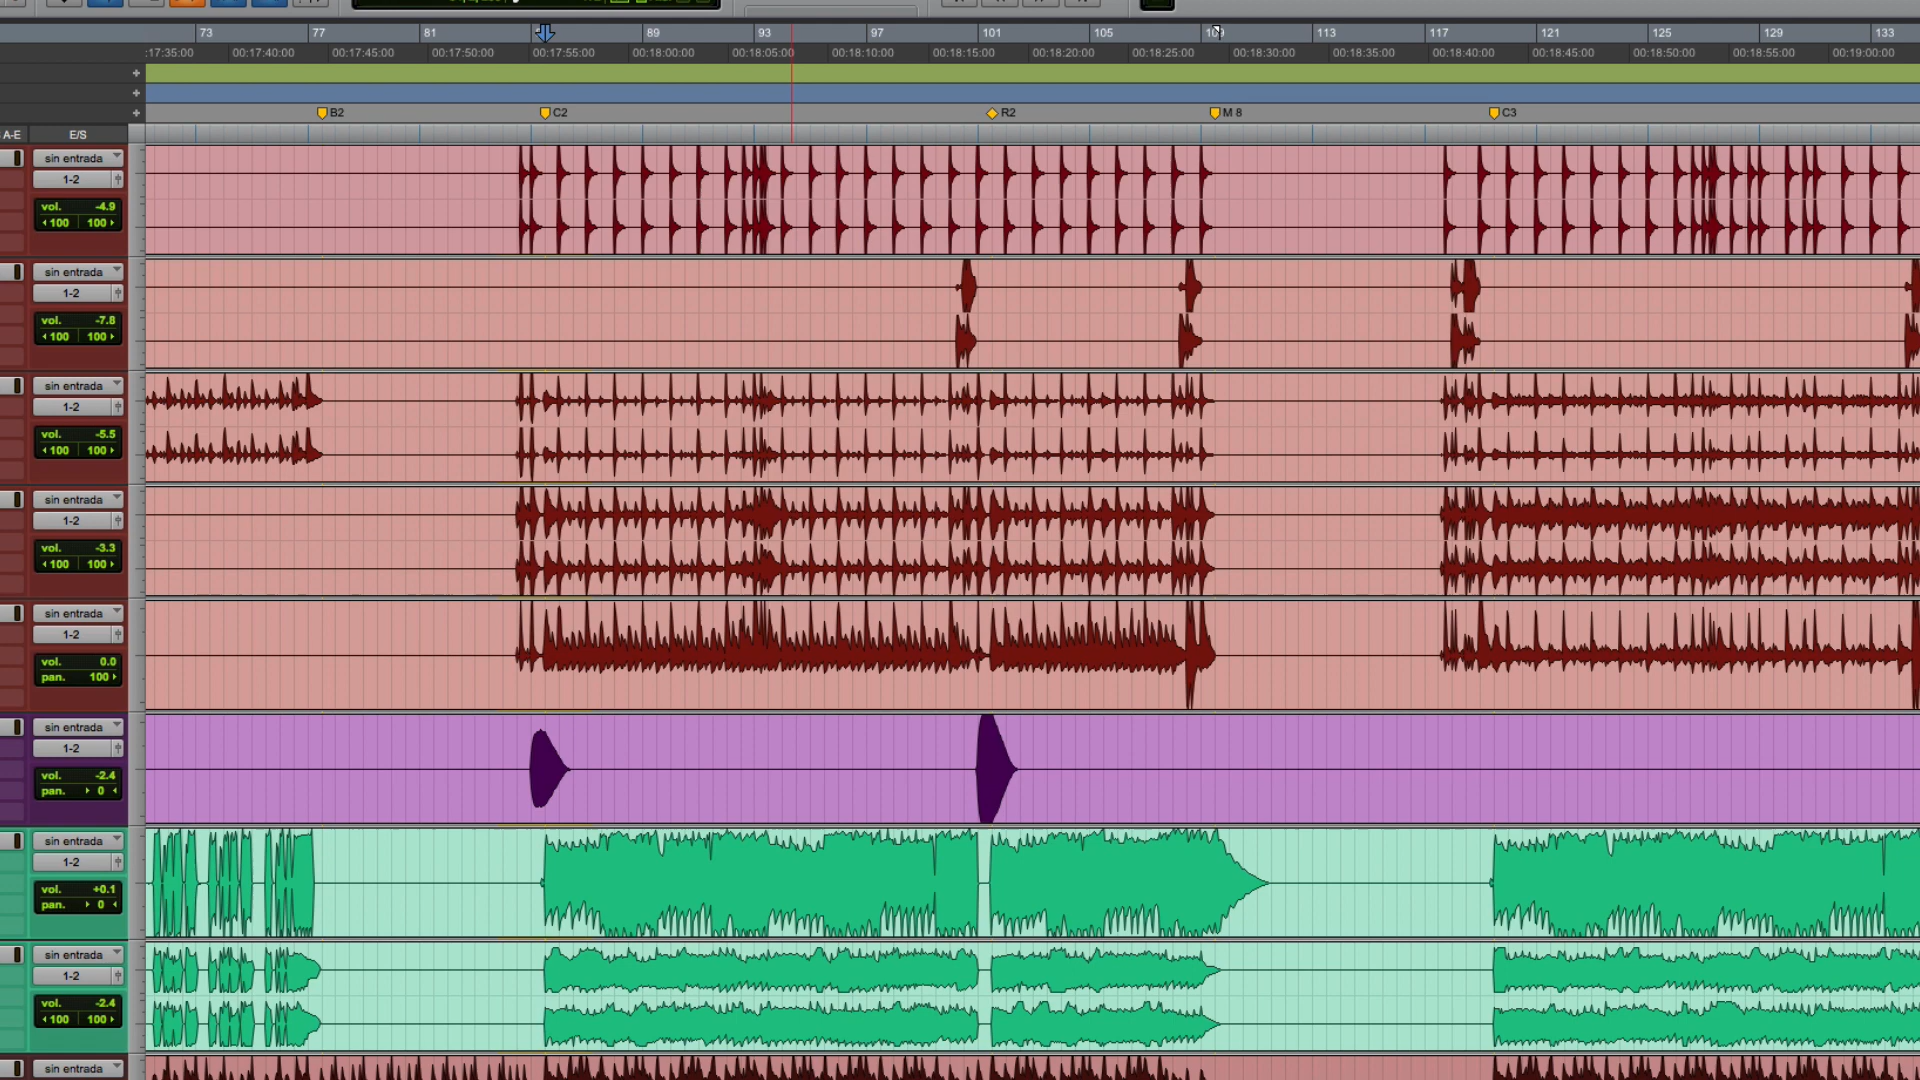 73 77 81 89 93 97 101 105 109 113 117 121 125 129 133
:17:35:00 00:17:40:00 00:17:45:00 00:17:50:00 00:17:55:00 00:18:00:00 00:18:05:00 00:18:10:00 00:18:15:00 00:18:20:00 00:18:25:00 00:18:30:00 00:18:35:00 00:18:40:00 00:18:45:00 00:18:50:00 00:18:55:00 00:19:00:00
B2 C2 R2 M 8 C3
A-E E/S
sin entrada
1-2
vol. -4.9
100 100
sin entrada
1-2
vol. -7.8
100 100
sin entrada
1-2
vol. -5.5
100 100
sin entrada
1-2
vol. -3.3
100 100
sin entrada
1-2
vol. 0.0
pan. 100
sin entrada
1-2
vol. -2.4
pan. 0
sin entrada
1-2
vol. +0.1
pan. 0
sin entrada
1-2
vol. -2.4
100 100
sin entrada